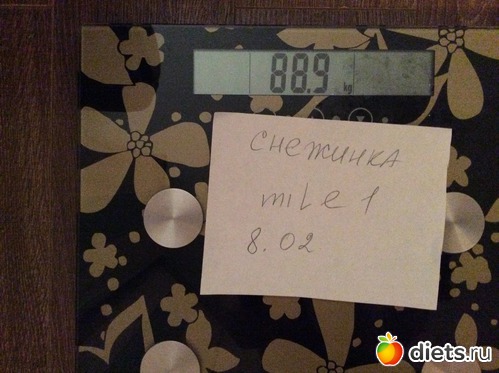 88.9 kg
снежинка
mile 1
8.02
diets.ru